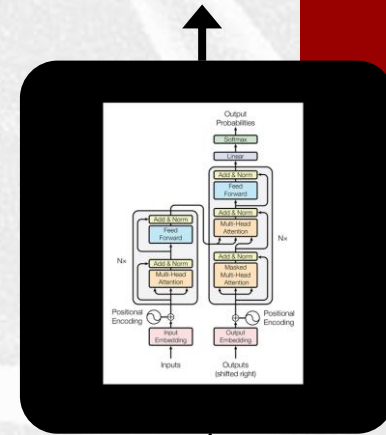 Output
Probabilities
Softmax
Linear
Add & Norm
Feed
Forward
Add & Norm
Multi-Head
Attention
Add & Norm
Masked
Multi-Head
Attention
Nx
Positional
Encoding
Output
Embedding
Outputs
(shifted right)
Add & Norm
Feed
Forward
Add & Norm
Multi-Head
Attention
Nx
Positional
Encoding
Input
Embedding
Inputs